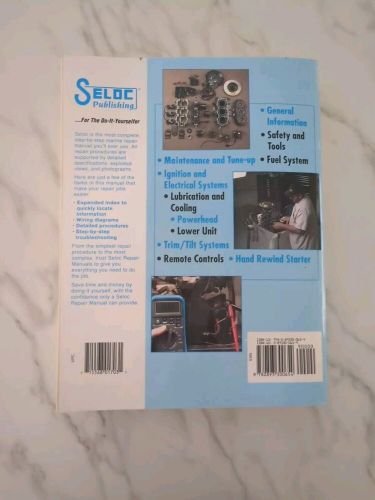 SELOC
Publishing
....For The Do-It-Yourselfer
Seloc is the most complete,
step-by-step marine repair
manual you'll ever use. All
repair procedures are
supported by detailed
specifications, exploded
views, and photographs
Here are just a few of the
items in this manual that
make your repair jobs
easier.
• Expanded index to
quickly locate
information
• Wiring diagrams
• Detailed procedures
• Step-by-step
troubleshooting
From the simplest repair
procedure to the most
complex, trust Seloc Repair
Manuals to give you
everything you need to do
the job.
Save time and money by
doing it yourself, with the
confidence only a Seloc
Repair Manual can provide.
• General
Information
• Safety and
Tools
• Maintenance and Tune-up
• Fuel System
• Ignition and
Electrical Systems
• Lubrication and
Cooling
• Powerhead
• Lower Unit
• Trim/Tilt Systems
• Remote Controls
• Hand Rewind Starter
UPC
90000